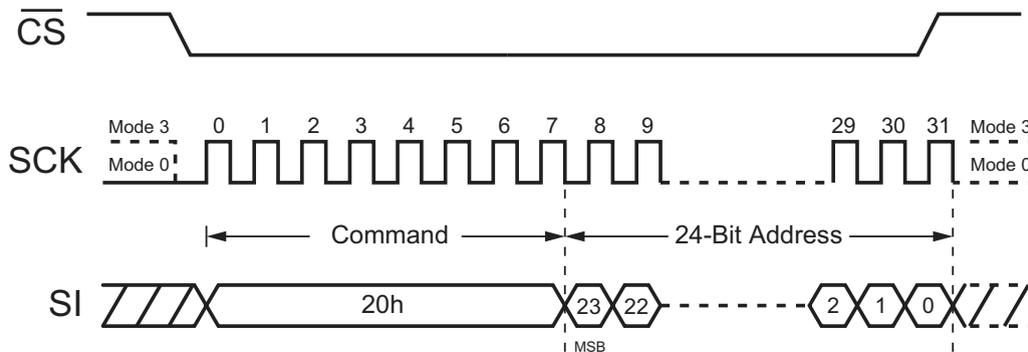 CS
Mode 3 0 1 2 3 4 5 6 7 8 9 29 30 31 Mode 3
SCK Mode 0 Mode 0
Command 24-Bit Address
SI 20h 23 22 2 1 0
MSB